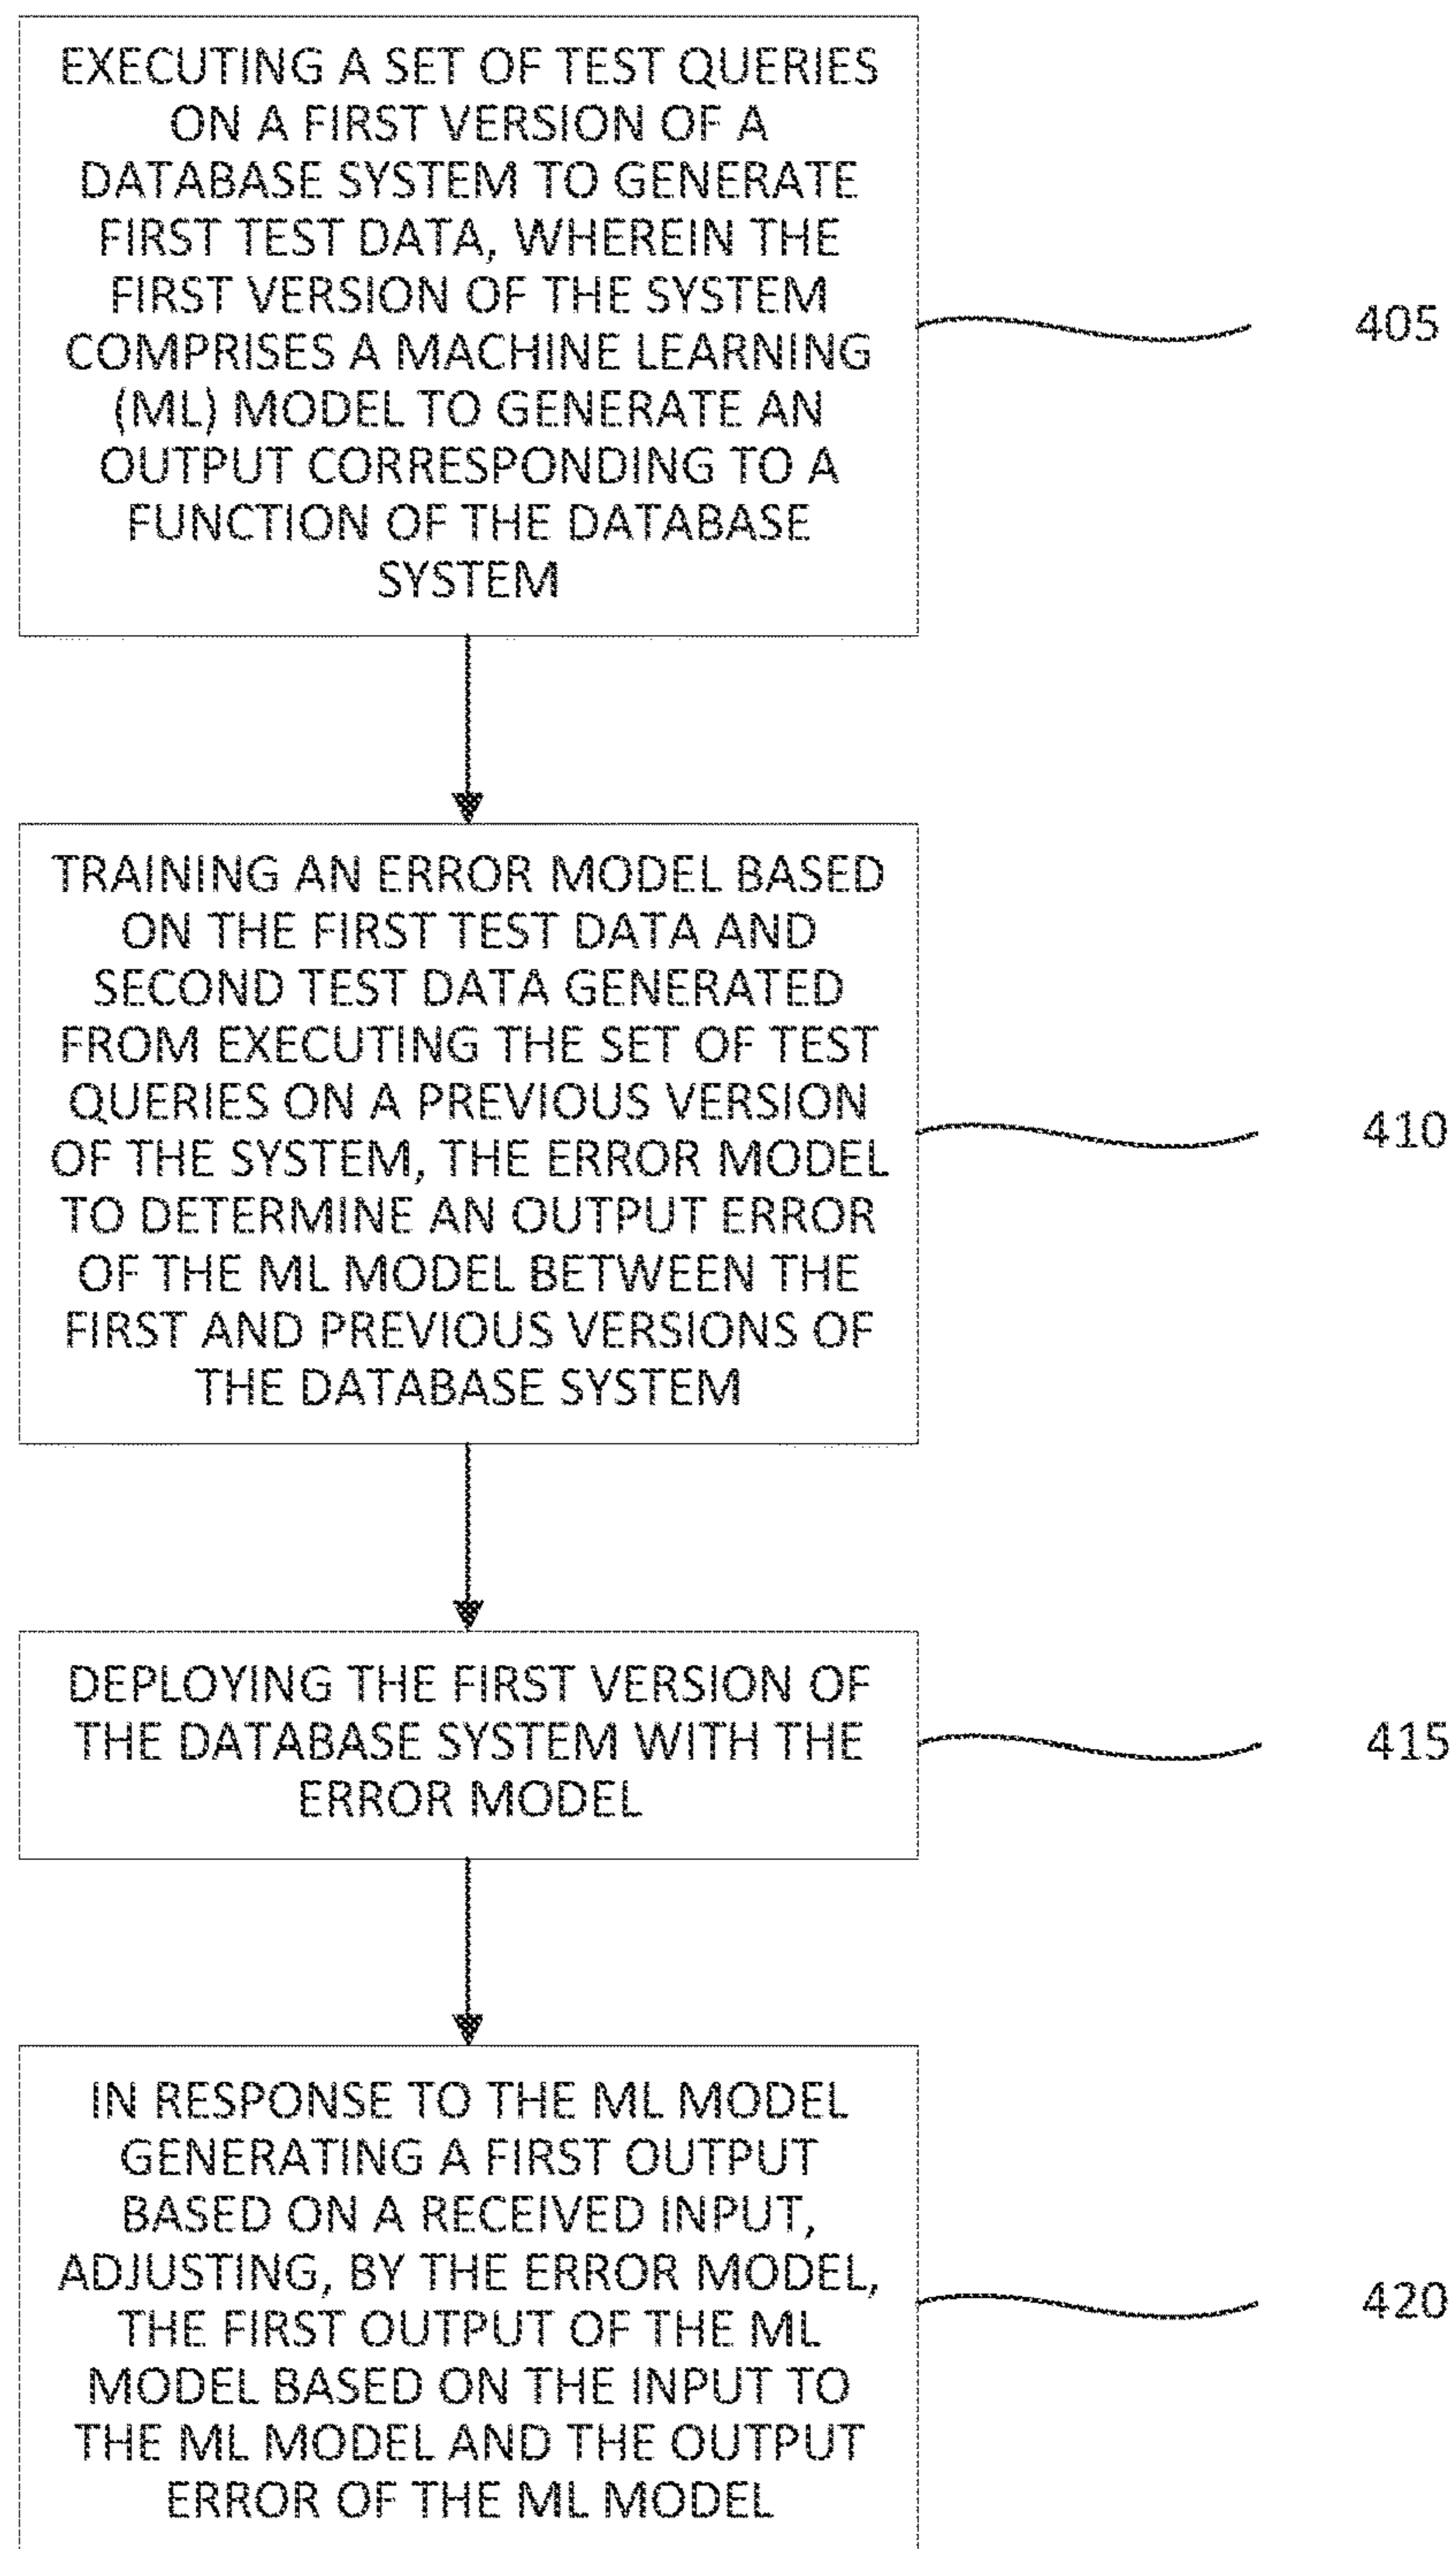 EXECUTING A SET OF TEST QUERIES
ON A FIRST VERSION OF A
DATABASE SYSTEM TO GENERATE
FIRST TEST DATA, WHEREIN THE
FIRST VERSION OF THE SYSTEM
COMPRISES A MACHINE LEARNING
(ML) MODEL TO GENERATE AN
OUTPUT CORRESPONDING TO A
FUNCTION OF THE DATABASE
SYSTEM
405
TRAINING AN ERROR MODEL BASED
ON THE FIRST TEST DATA AND
SECOND TEST DATA GENERATED
FROM EXECUTING THE SET OF TEST
QUERIES ON A PREVIOUS VERSION
OF THE SYSTEM, THE ERROR MODEL
TO DETERMINE AN OUTPUT ERROR
OF THE ML MODEL BETWEEN THE
FIRST AND PREVIOUS VERSIONS OF
THE DATABASE SYSTEM
410
DEPLOYING THE FIRST VERSION OF
THE DATABASE SYSTEM WITH THE
ERROR MODEL
415
IN RESPONSE TO THE ML MODEL
GENERATING A FIRST OUTPUT
BASED ON A RECEIVED INPUT,
ADJUSTING, BY THE ERROR MODEL,
THE FIRST OUTPUT OF THE ML
MODEL BASED ON THE INPUT TO
THE ML MODEL AND THE OUTPUT
ERROR OF THE ML MODEL
420